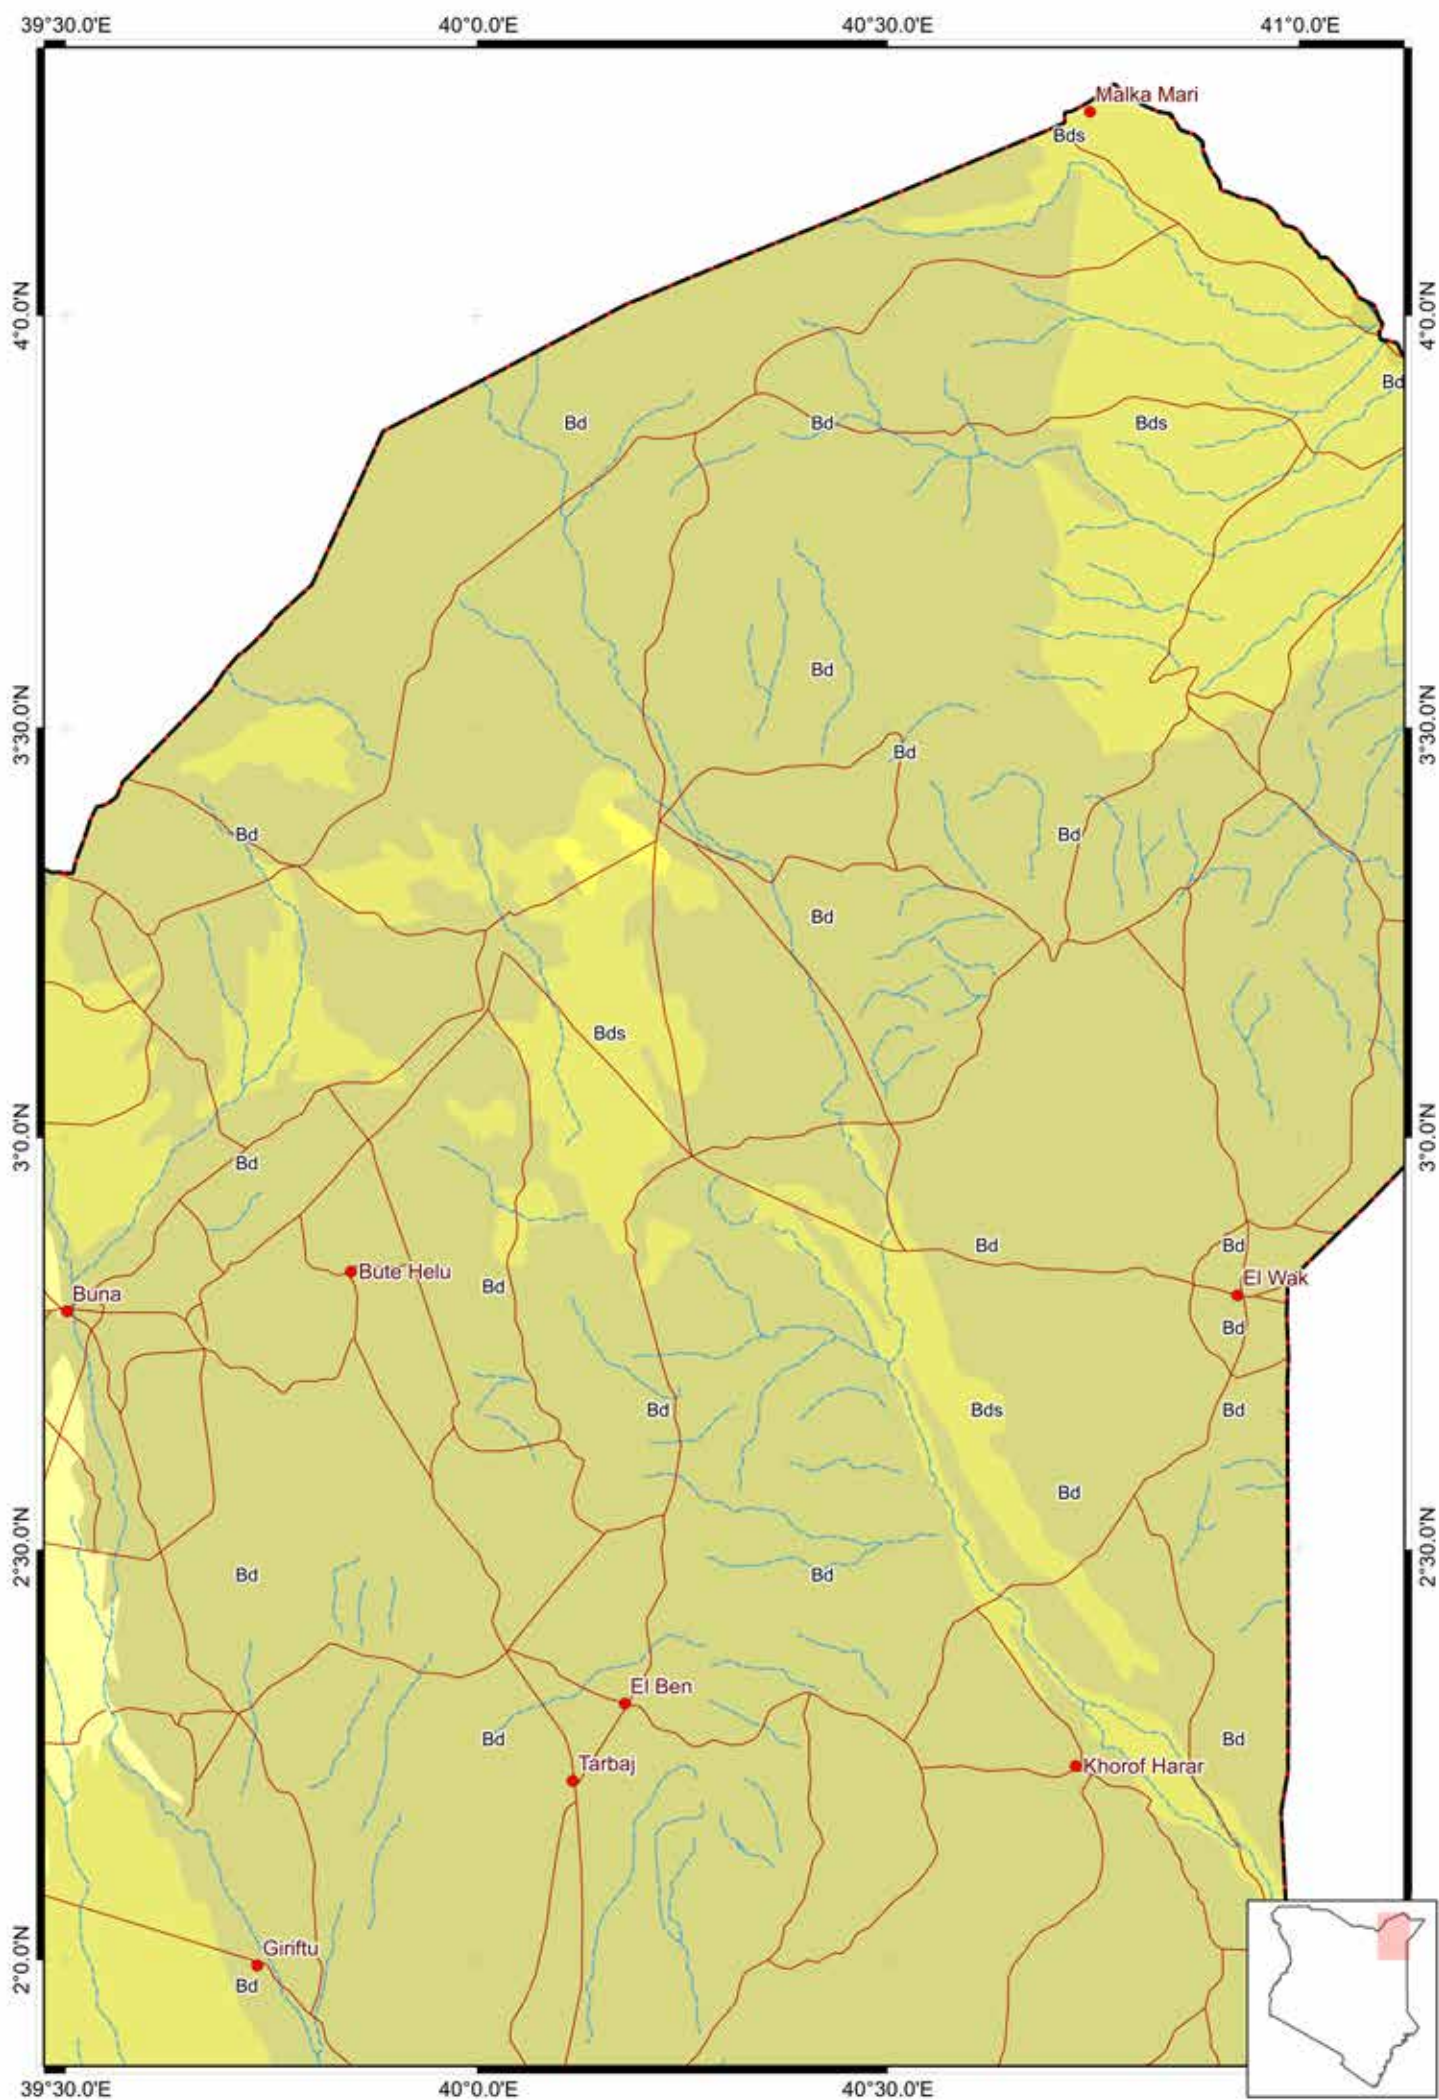 39°30.0'E 40°0.0'E 40°30.0'E 41°0.0'E
Malka Mari
Bds
4°0.0'N 4°0.0'N
Bd
Bd Bd Bds
Bd
3°30.0'N 3°30.0'N
Bd
Bd Bd
Bd
Bds
3°0.0'N 3°0.0'N
Bd
Bd Bd
Bute Helu El Wak
Bd
Buna
Bd
Bd Bds Bd
Bd
2°30.0'N 2°30.0'N
Bd Bd
El Ben
Bd Bd
Tarbaj Khorof Harar
2°0.0'N 2°0.0'N
Giriftu
Bd
39°30.0'E 40°0.0'E 40°30.0'E